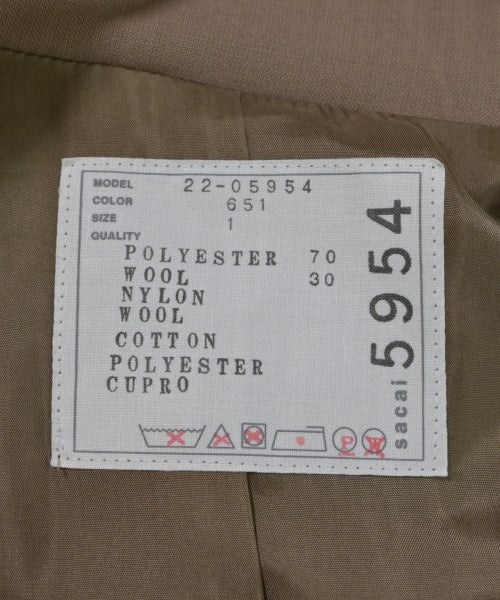 MODEL 22-05954
COLOR 651
SIZE 1
QUALITY
POLYESTER 70
WOOL 30
NYLON
WOOL
COTTON
POLYESTER
CUPRO
P W
sacai 5954